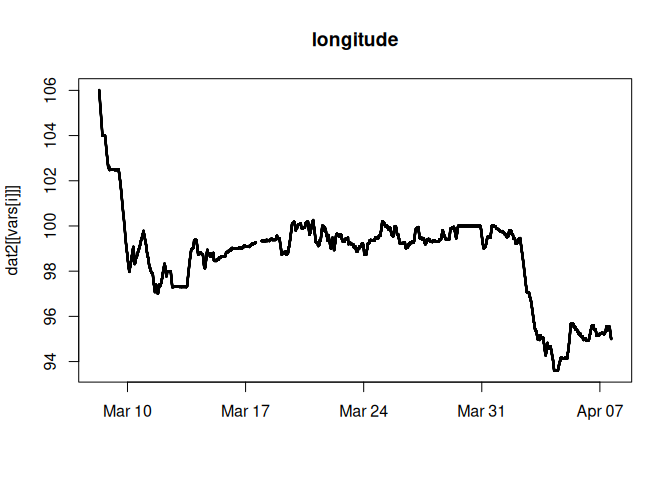 longitude
dat2[[vars[i]]]
106
104
102
100
98
96
94
Mar 10
Mar 17
Mar 24
Mar 31
Apr 07